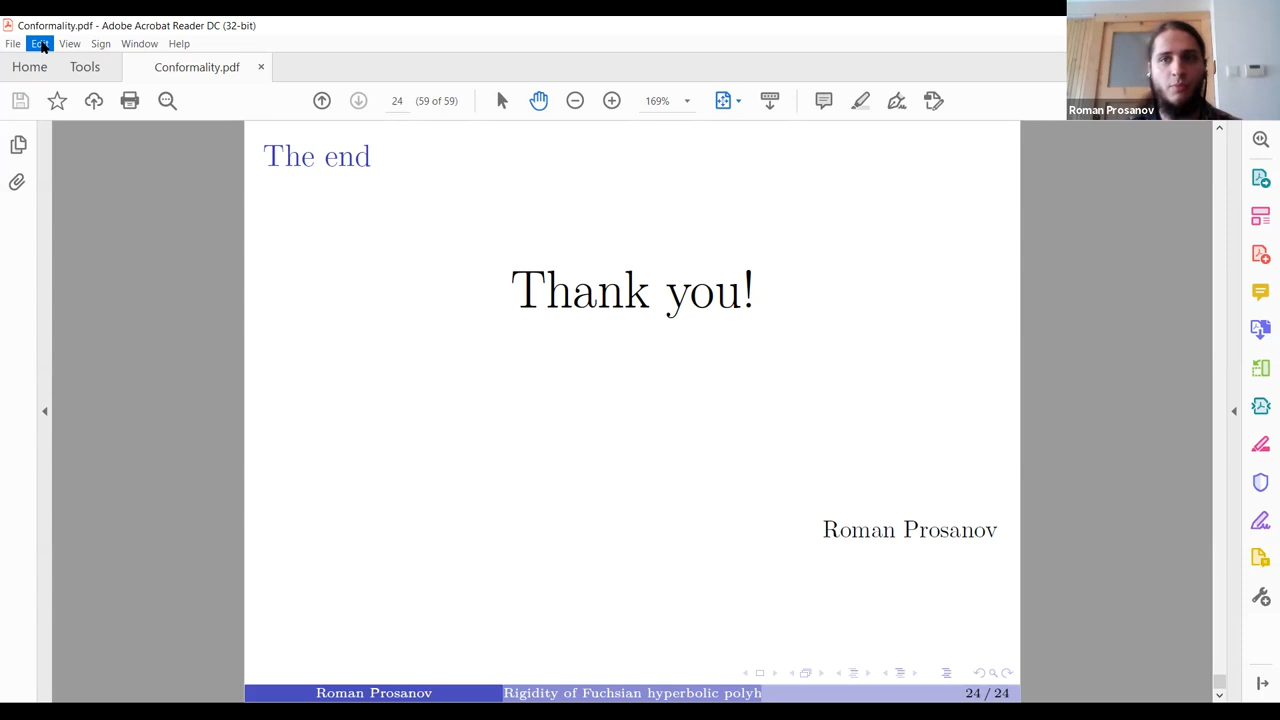 Conformality.pdf - Adobe Acrobat Reader DC (32-bit)
File Edit View Sign Window Help
Home Tools Conformality.pdf ×
24 (59 of 59) 169%
Roman Prosanov
The end
Thank you!
Roman Prosanov
Roman Prosanov Rigidity of Fuchsian hyperbolic polyh 24 / 24